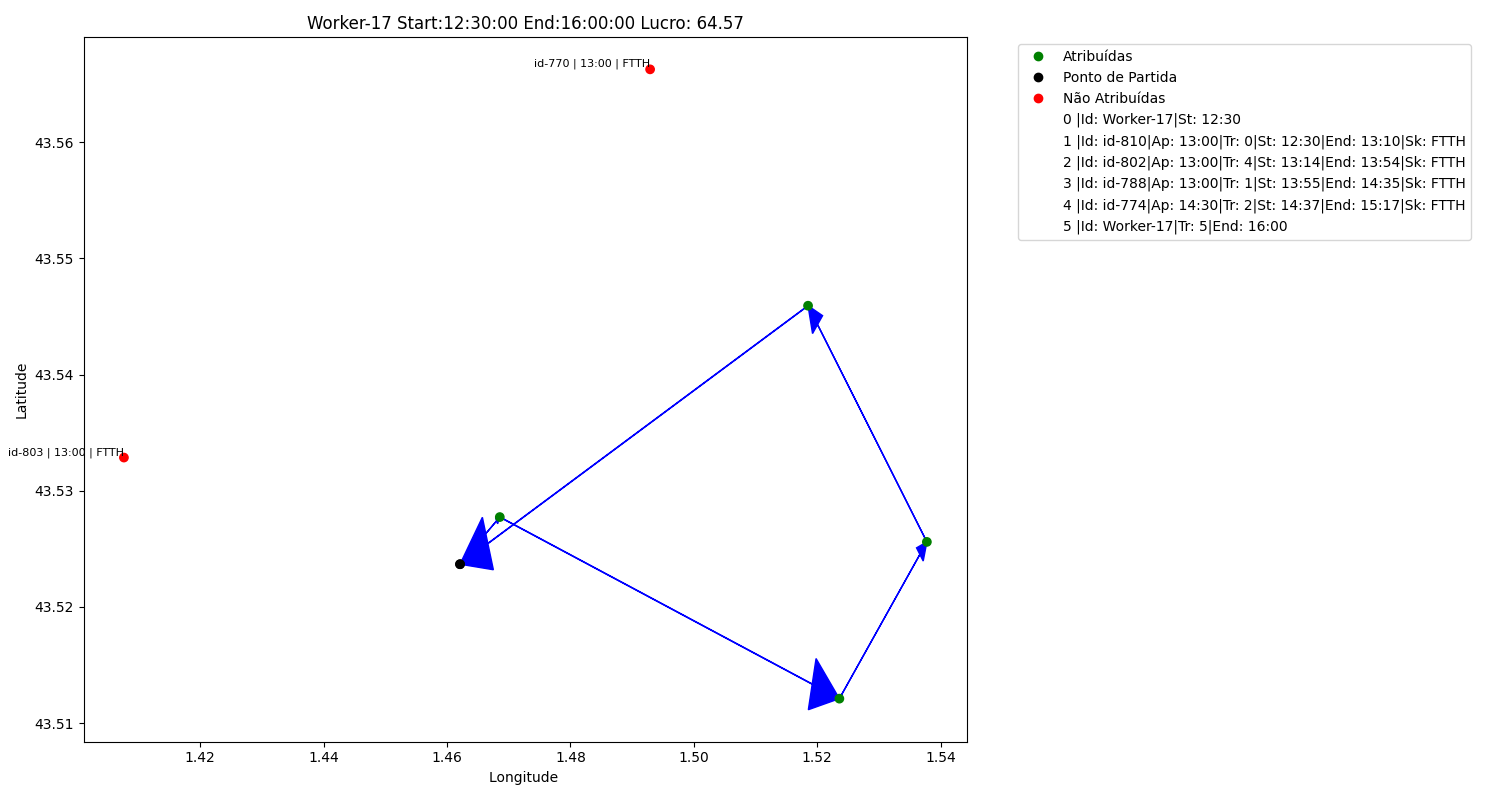 Worker-17 Start:12:30:00 End:16:00:00 Lucro: 64.57
id-770 | 13:00 | FTTH
id-803 | 13:00 | FTTH
43.56
43.55
43.54
43.53
43.52
43.51
Latitude
1.42 1.44 1.46 1.48 1.50 1.52 1.54
Longitude
Atribuídas
Ponto de Partida
Não Atribuídas
0 |Id: Worker-17|St: 12:30
1 |Id: id-810|Ap: 13:00|Tr: 0|St: 12:30|End: 13:10|Sk: FTTH
2 |Id: id-802|Ap: 13:00|Tr: 4|St: 13:14|End: 13:54|Sk: FTTH
3 |Id: id-788|Ap: 13:00|Tr: 1|St: 13:55|End: 14:35|Sk: FTTH
4 |Id: id-774|Ap: 14:30|Tr: 2|St: 14:37|End: 15:17|Sk: FTTH
5 |Id: Worker-17|Tr: 5|End: 16:00